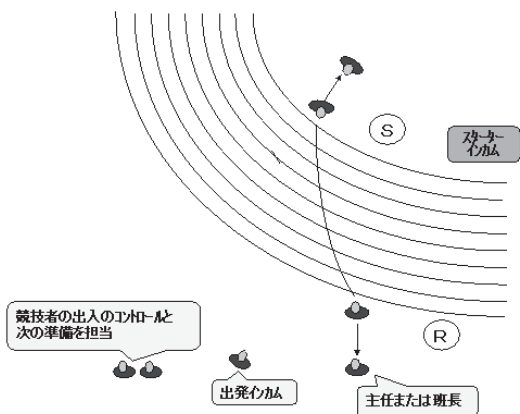 S
スターター
インカム
競技者の出入のコントロールと
次の準備を担当
R
出発インカム
主任または班長